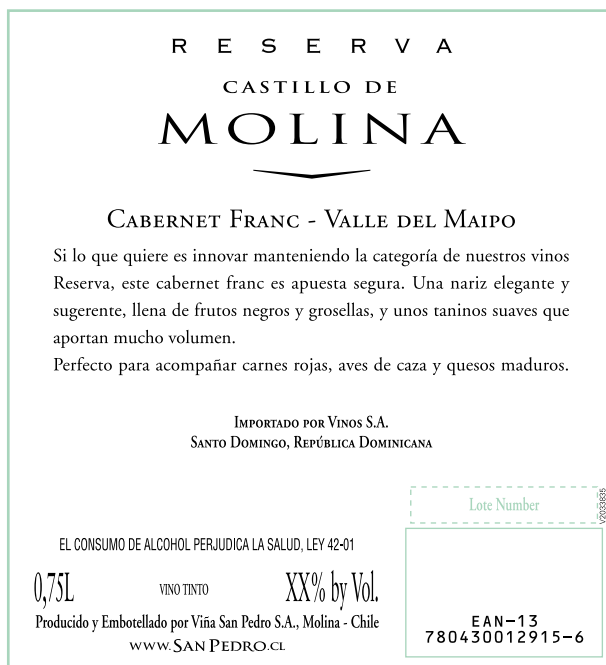 RESERVA
CASTILLO DE
MOLINA
CABERNET FRANC - VALLE DEL MAIPO
Si lo que quiere es innovar manteniendo la categoría de nuestros vinos
Reserva, este cabernet franc es apuesta segura. Una nariz elegante y
sugerente, llena de frutos negros y grosellas, y unos taninos suaves que
aportan mucho volumen.
Perfecto para acompañar carnes rojas, aves de caza y quesos maduros.
IMPORTADO POR VINOS S.A.
SANTO DOMINGO, REPÚBLICA DOMINICANA
Lote Number
V2033835
EL CONSUMO DE ALCOHOL PERJUDICA LA SALUD, LEY 42-01
0,75L VINO TINTO XX% by Vol.
Producido y Embotellado por Viña San Pedro S.A., Molina - Chile
WWW.SANPEDRO.CL
EAN-13
780430012915-6